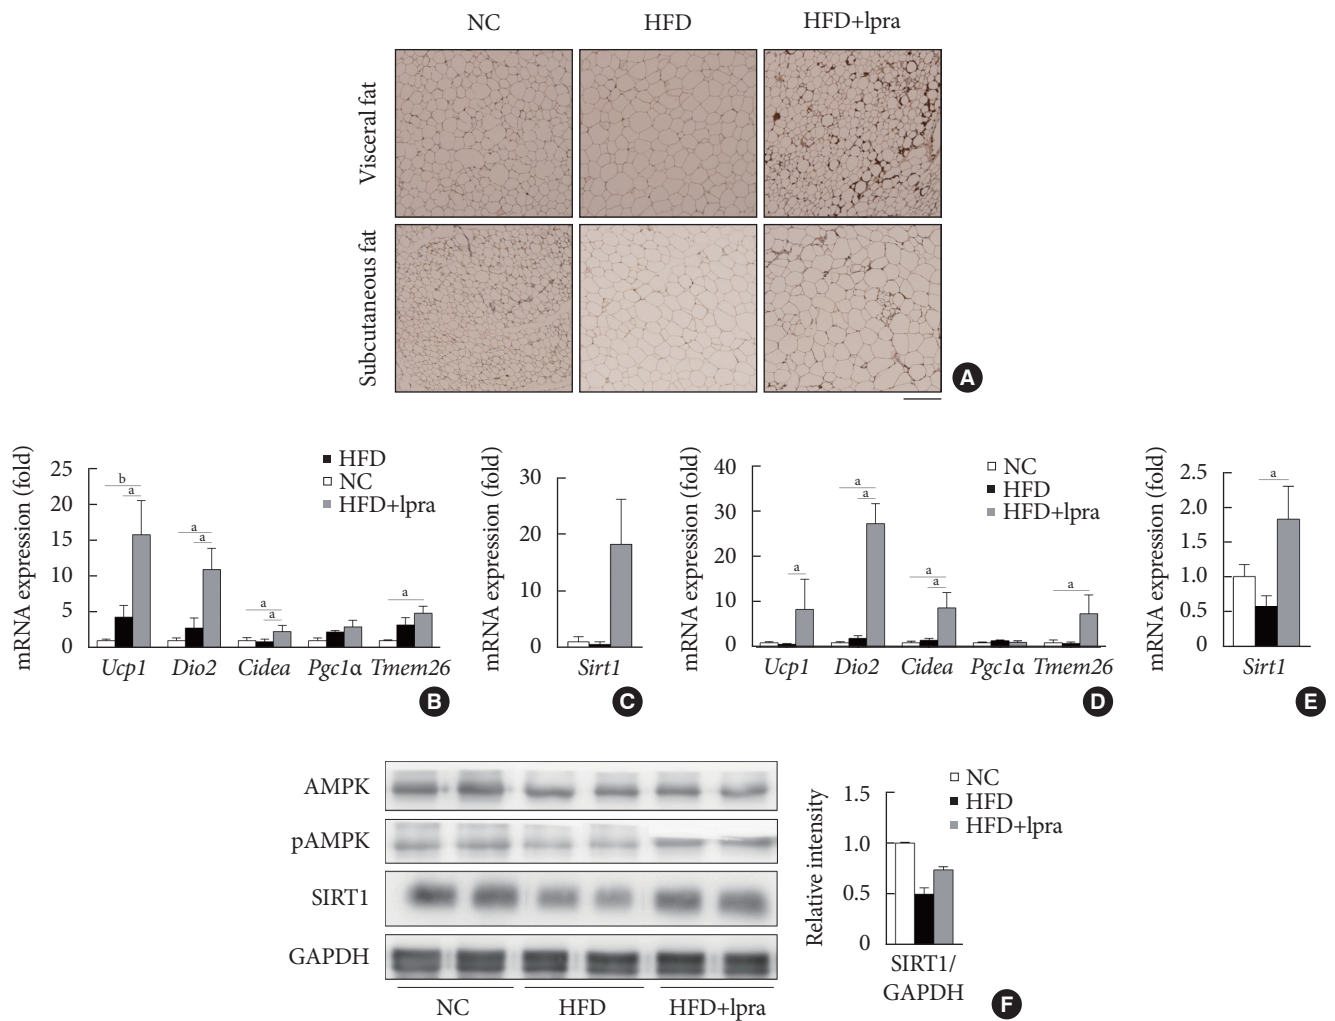 NC HFD HFD+lpra
Visceral fat
Subcutaneous fat
A
mRNA expression (fold)
25
20
15
10
5
0
b
a
a
a
a
a
a
HFD
NC
HFD+lpra
Ucp1 Dio2 Cidea Pgc1α Tmem26
B
mRNA expression (fold)
30
20
10
0
Sirt1
C
mRNA expression (fold)
40
30
20
10
0
a
a
a
a
a
a
NC
HFD
HFD+lpra
Ucp1 Dio2 Cidea Pgc1α Tmem26
D
mRNA expression (fold)
2.5
2.0
1.5
1.0
0.5
0
a
Sirt1
E
AMPK
pAMPK
SIRT1
GAPDH
NC HFD HFD+lpra
Relative intensity
1.5
1.0
0.5
0
NC
HFD
HFD+lpra
SIRT1/
GAPDH
F